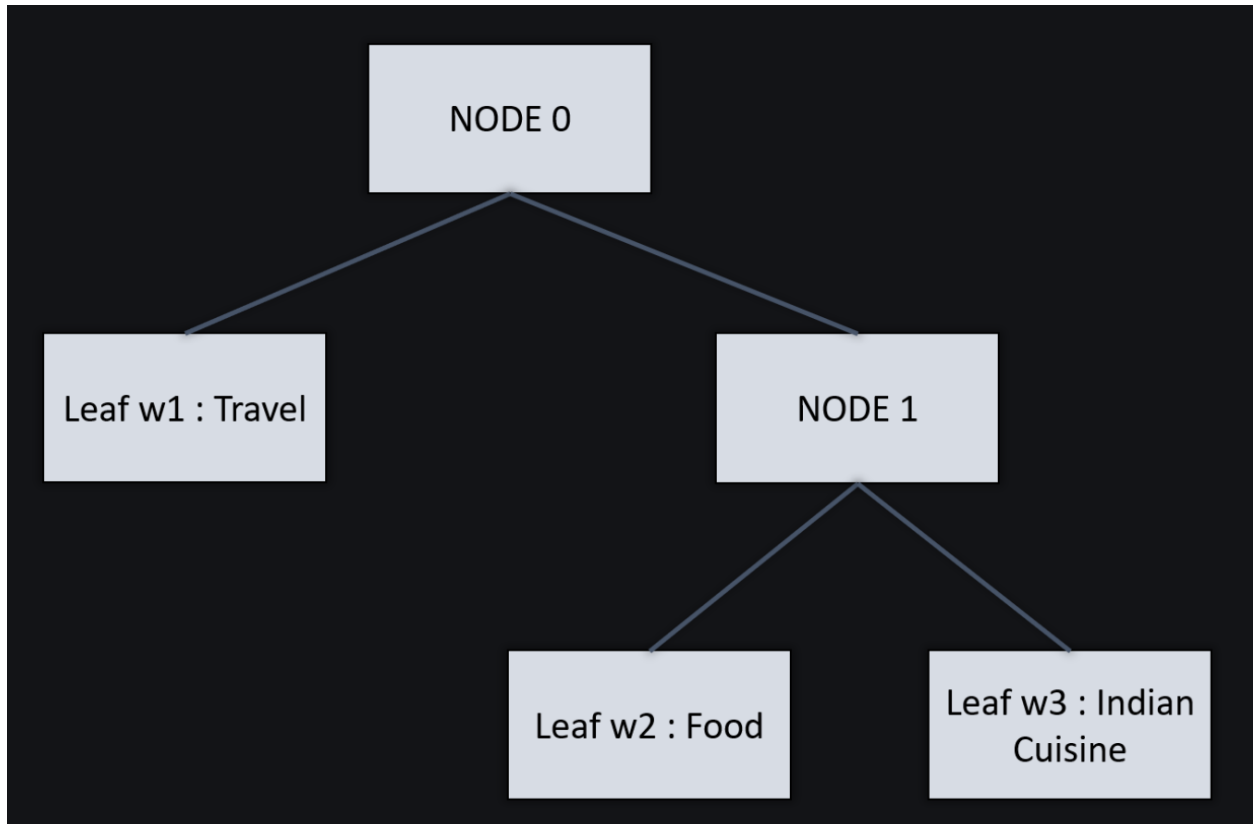 NODE 0
Leaf w1 : Travel
NODE 1
Leaf w2 : Food
Leaf w3 : Indian
Cuisine